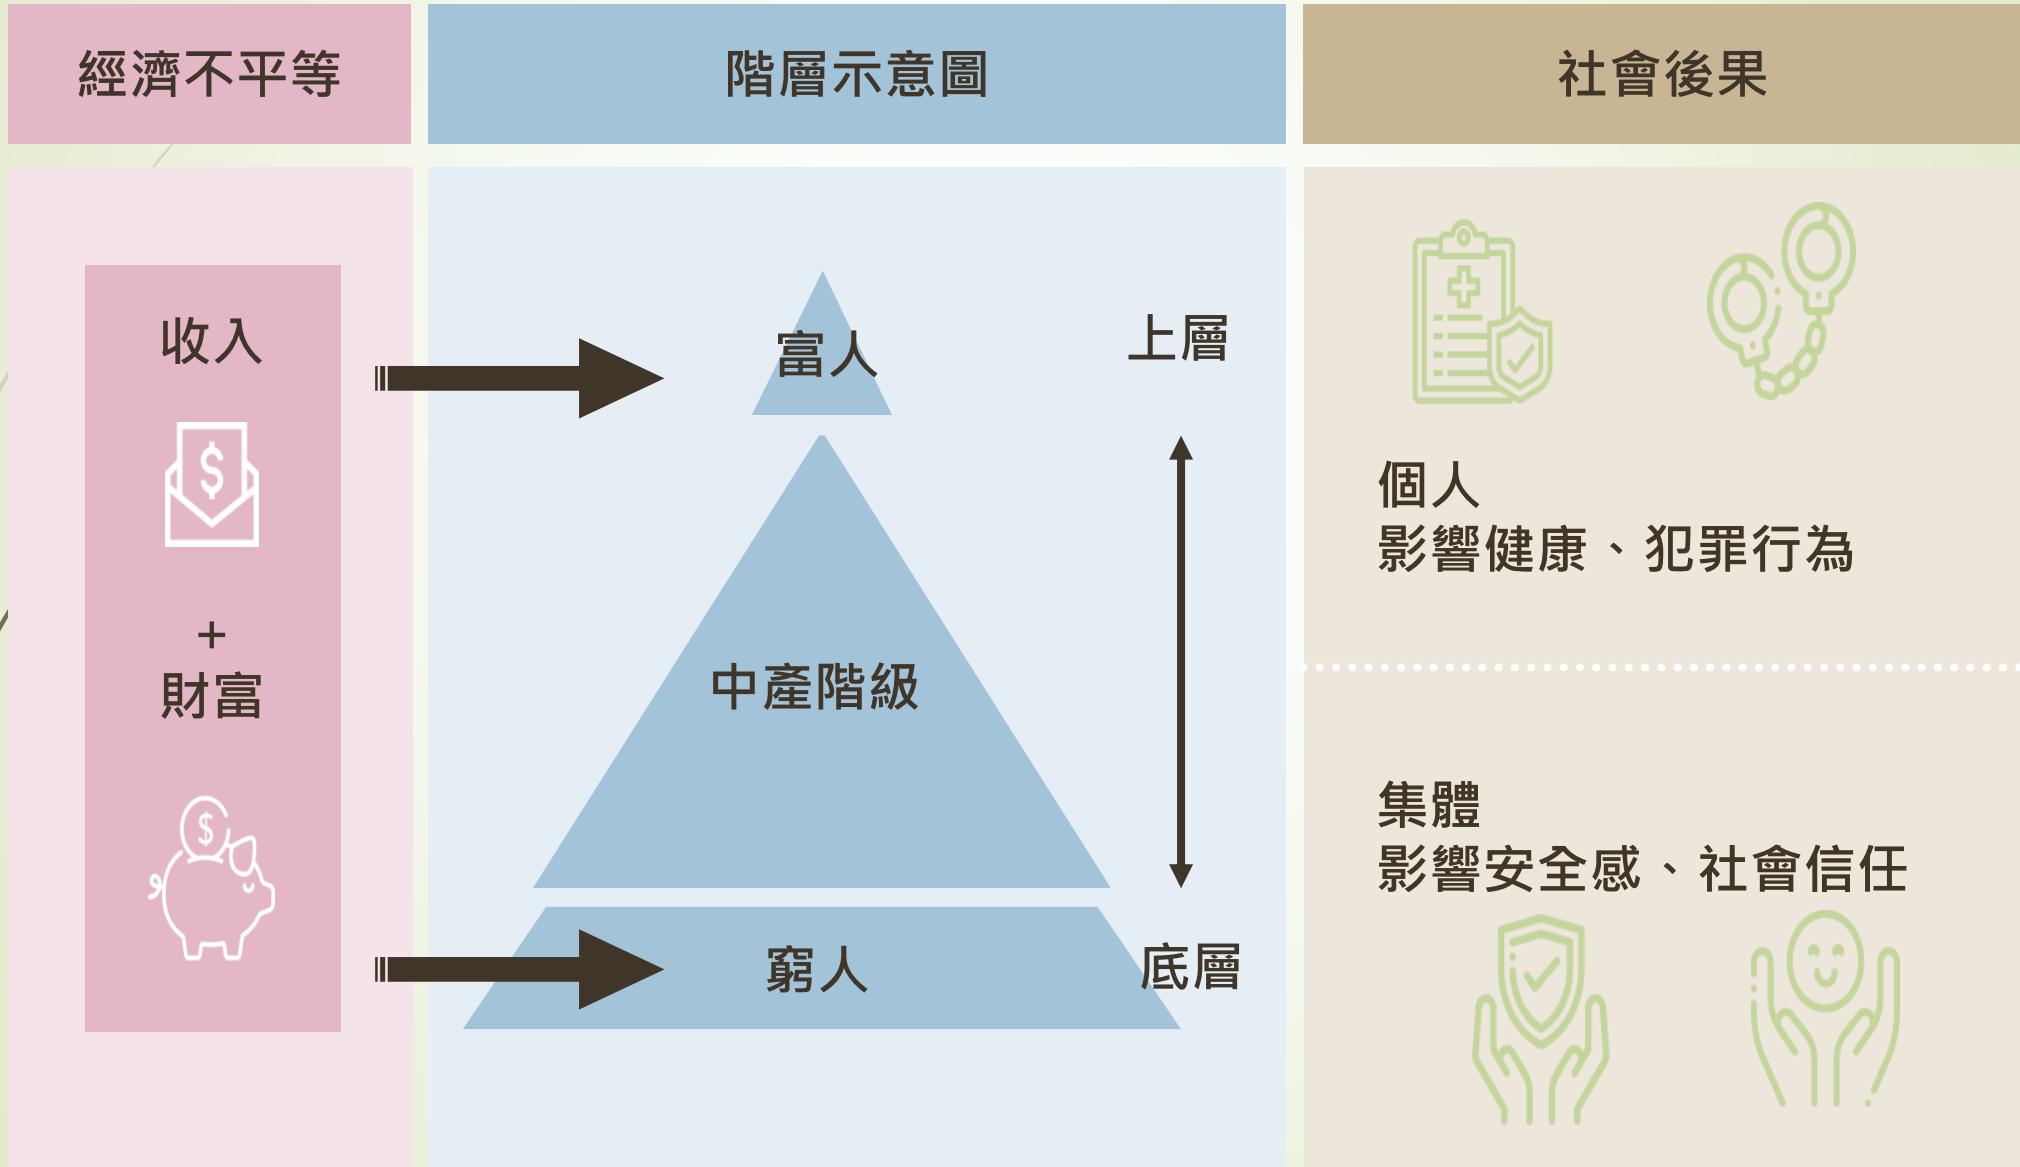 經濟不平等
階層示意圖
社會後果
收入
$
+
財富
$
富人
中產階級
窮人
上層
底層
個人
影響健康、犯罪行為
集體
影響安全感、社會信任